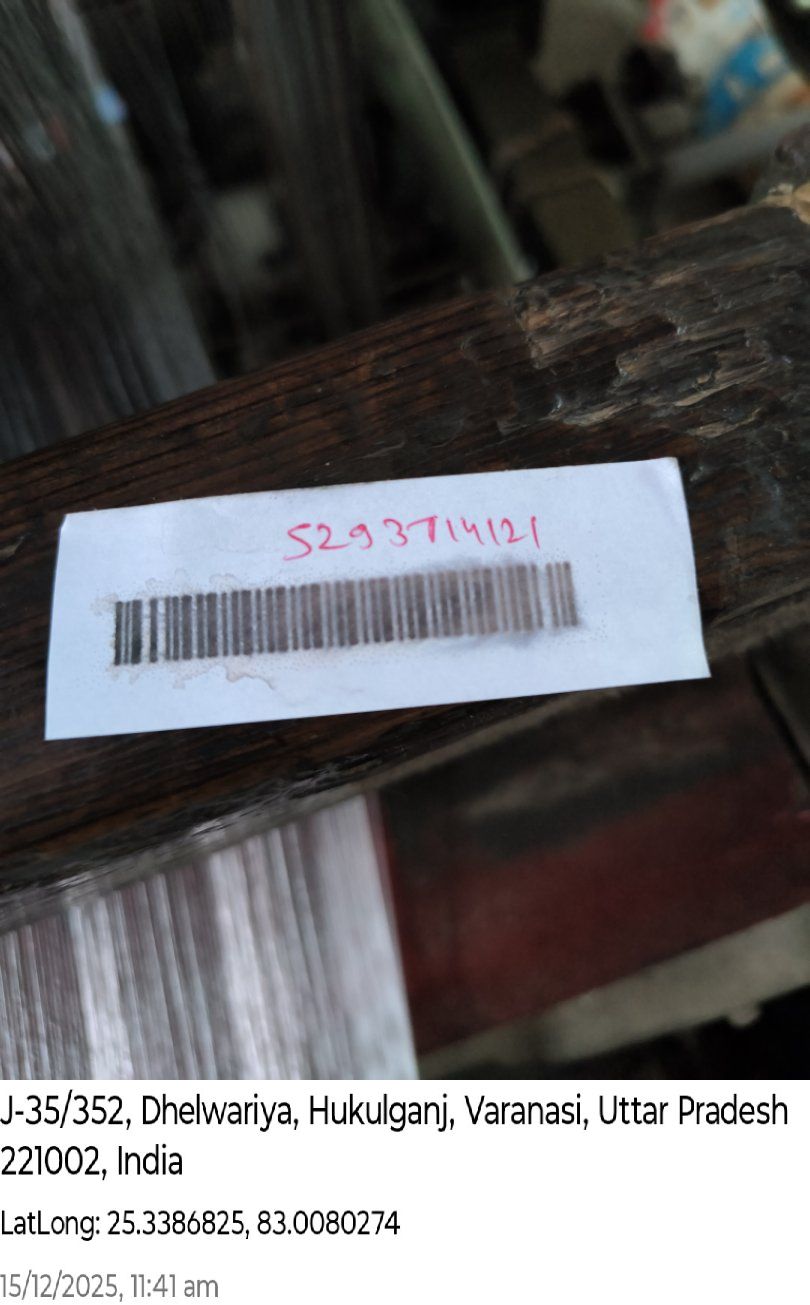 5293714121
J-35/352, Dhelwariya, Hukulganj, Varanasi, Uttar Pradesh
221002, India
LatLong: 25.3386825, 83.0080274
15/12/2025, 11:41 am